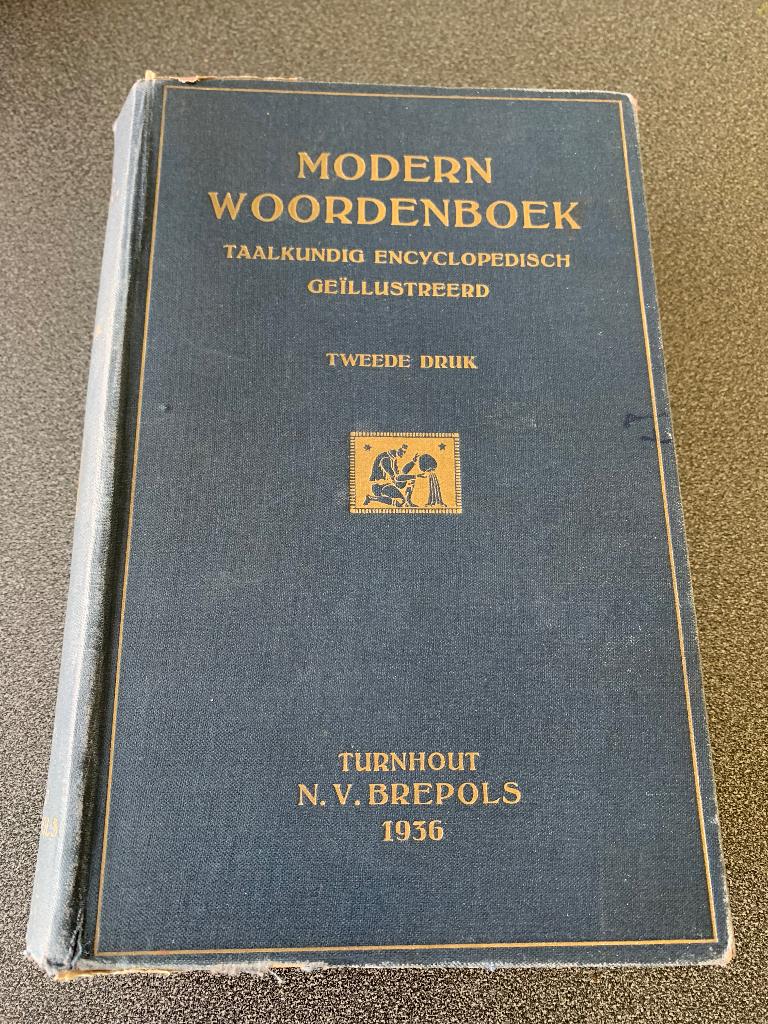 MODERN
WOORDENBOEK
TAALKUNDIG ENCYCLOPEDISCH
GEÏLLUSTREERD
TWEEDE DRUK
TURNHOUT
N. V. BREPOLS
1936